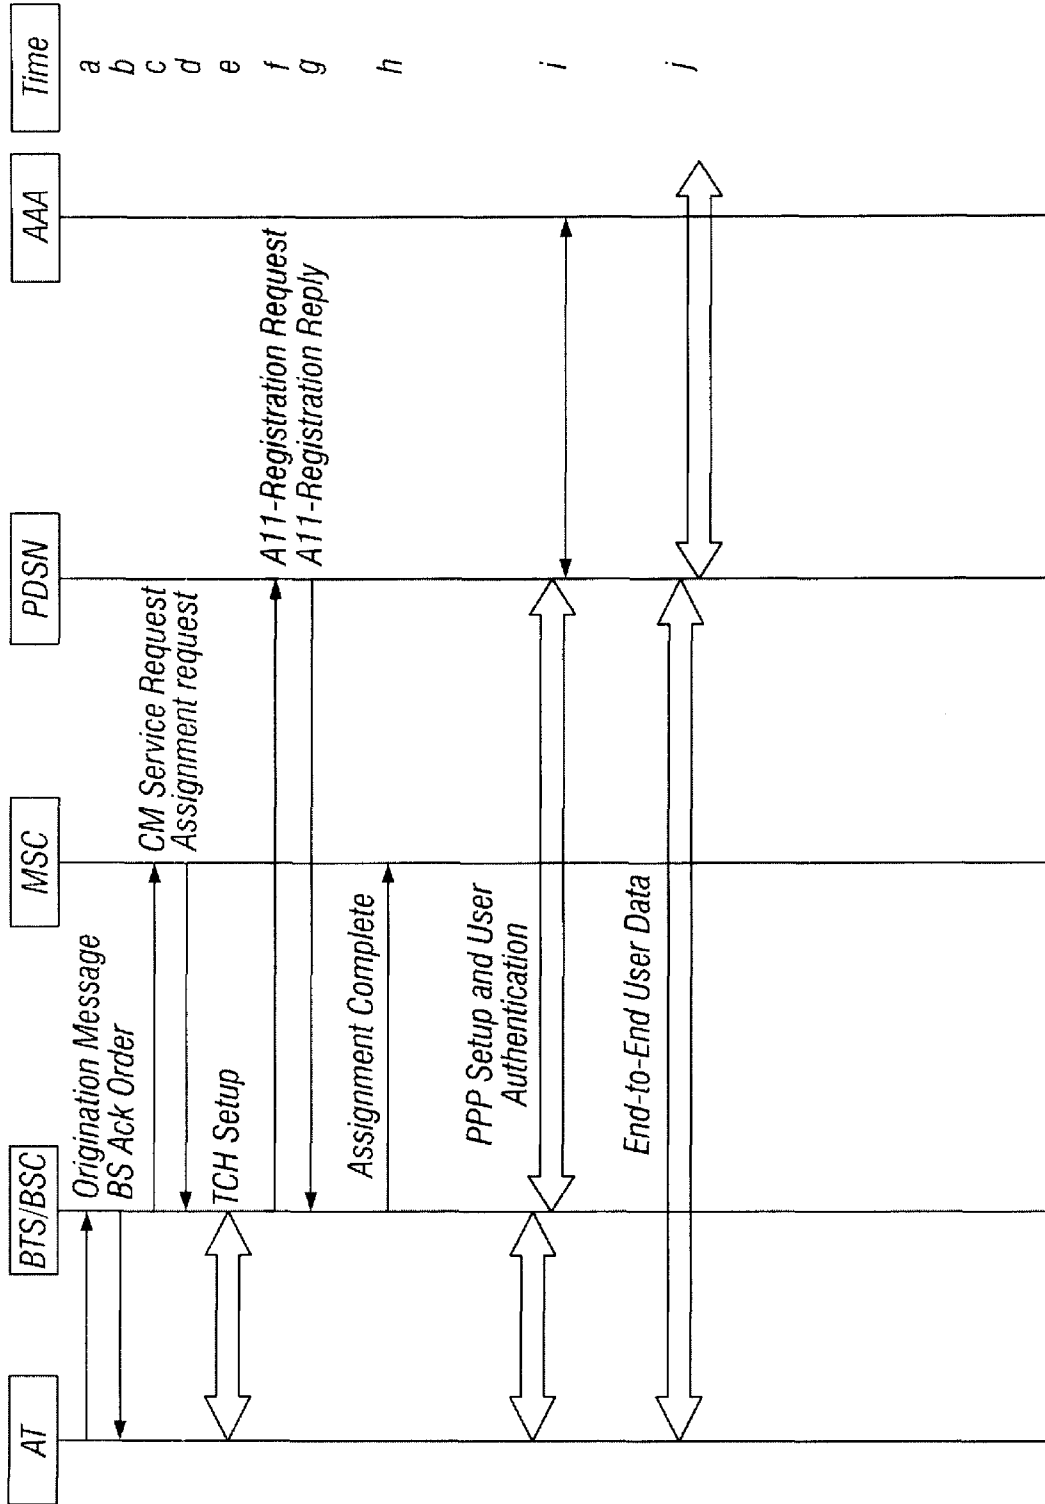 AT
BTS/BSC
MSC
PDSN
AAA
Time
Origination Message
a
BS Ack Order
b
CM Service Request
c
Assignment request
d
TCH Setup
e
A11-Registration Request
f
A11-Registration Reply
g
Assignment Complete
h
PPP Setup and User
Authentication
i
End-to-End User Data
j